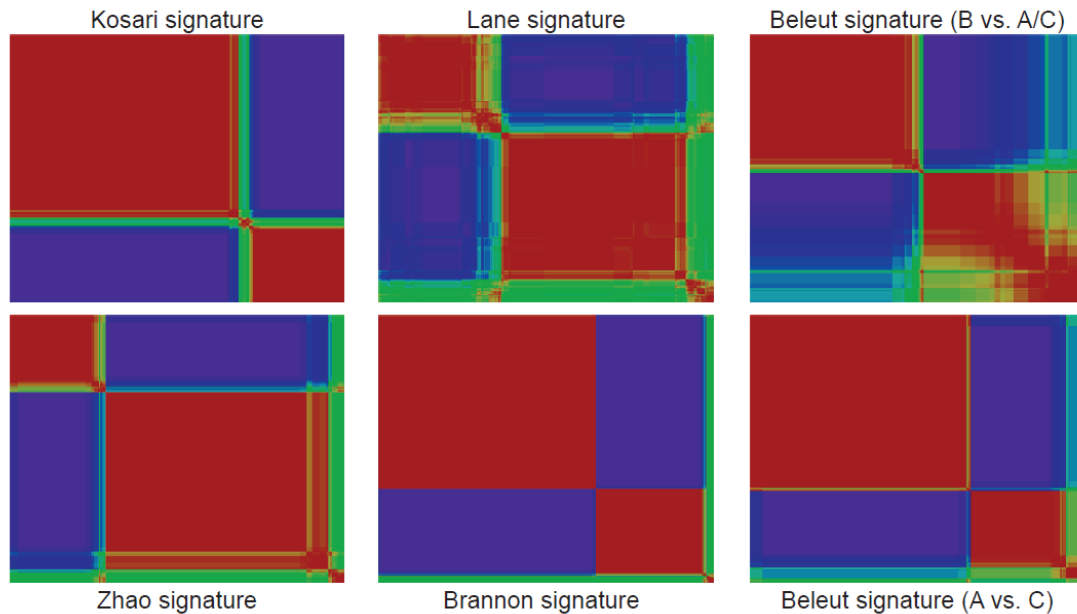 Kosari signature
Lane signature
Beleut signature (B vs. A/C)
Zhao signature
Brannon signature
Beleut signature (A vs. C)